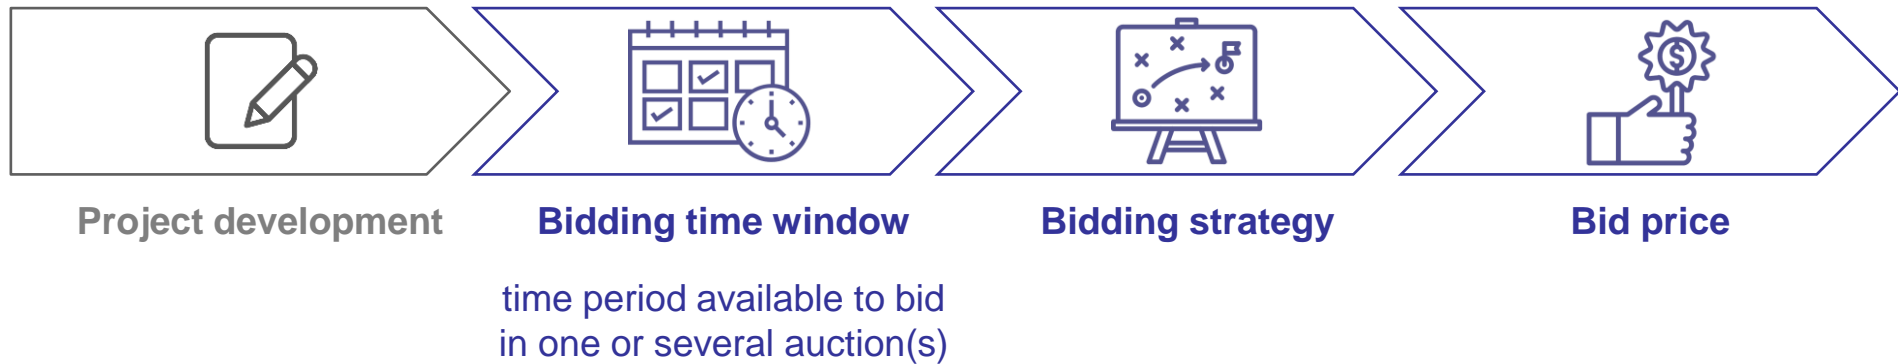 Project development
Bidding time window
Bidding strategy
Bid price
time period available to bid
in one or several auction(s)